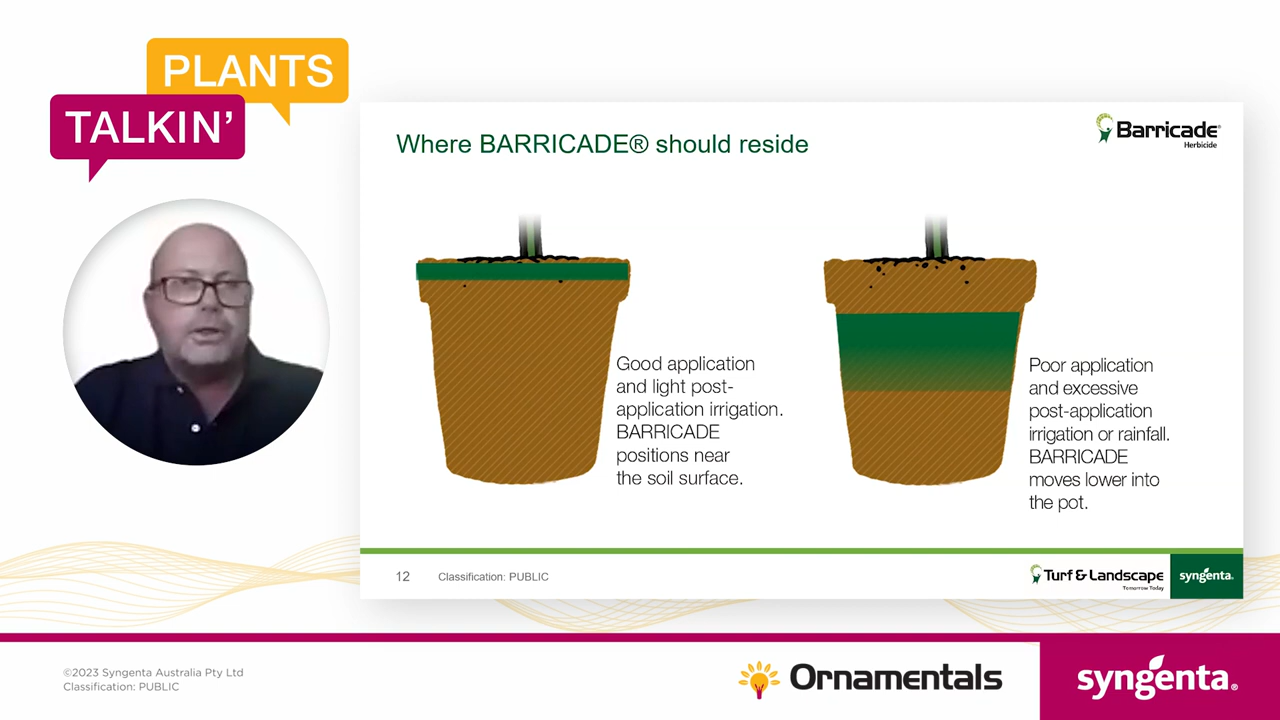 PLANTS
TALKIN'
Where BARRICADE® should reside
Barricade®
Herbicide
Good application
and light post-
application irrigation.
BARRICADE
positions near
the soil surface.
Poor application
and excessive
post-application
irrigation or rainfall.
BARRICADE
moves lower into
the pot.
12
Classification: PUBLIC
Turf & Landscape
Tomorrow Today
syngenta.
©2023 Syngenta Australia Pty Ltd
Classification: PUBLIC
Ornamentals
syngenta®